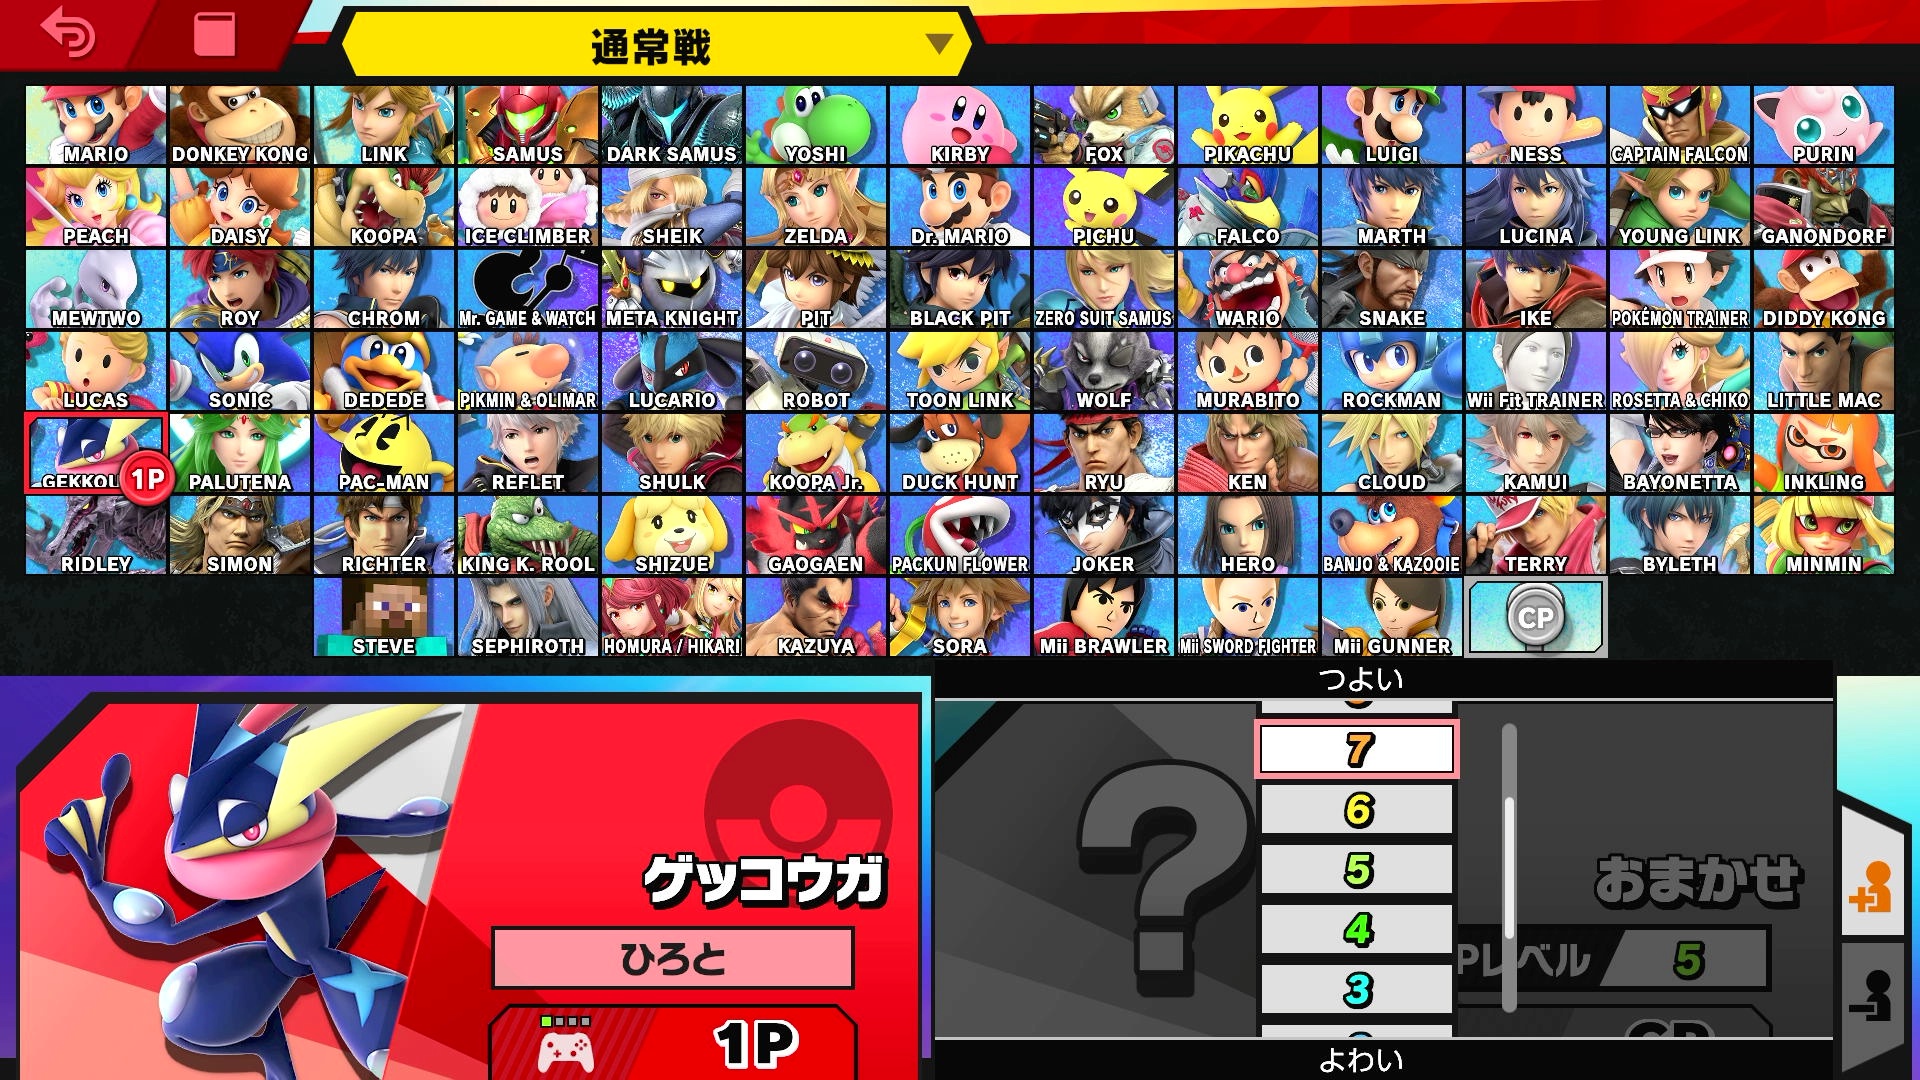 通常戦
MARIO
DONKEY KONG
LINK
SAMUS
DARK SAMUS
YOSHI
KIRBY
FOX
PIKACHU
LUIGI
NESS
CAPTAIN FALCON
PURIN
PEACH
DAISY
KOOPA
ICE CLIMBER
SHEIK
ZELDA
Dr. MARIO
PICHU
FALCO
MARTH
LUCINA
YOUNG LINK
GANONDORF
MEWTWO
ROY
CHROM
Mr. GAME & WATCH
META KNIGHT
PIT
BLACK PIT
ZERO SUIT SAMUS
WARIO
SNAKE
IKE
POKÉMON TRAINER
DIDDY KONG
LUCAS
SONIC
DEDEDE
PIKMIN & OLIMAR
LUCARIO
ROBOT
TOON LINK
WOLF
MURABITO
ROCKMAN
Wii Fit TRAINER
ROSETTA & CHIKO
LITTLE MAC
GEKKOU
1P
PALUTENA
PAC-MAN
REFLET
SHULK
KOOPA Jr.
DUCK HUNT
RYU
KEN
CLOUD
KAMUI
BAYONETTA
INKLING
RIDLEY
SIMON
RICHTER
KING K. ROOL
SHIZUE
GAOGAEN
PACKUN FLOWER
JOKER
HERO
BANJO & KAZOOIE
TERRY
BYLETH
MINMIN
STEVE
SEPHIROTH
HOMURA / HIKARI
KAZUYA
SORA
Mii BRAWLER
Mii SWORD FIGHTER
Mii GUNNER
CP
ゲッコウガ
ひろと
1P
つよい
7
6
5
4
3
よわい
?
おまかせ
Pレベル
5
CP